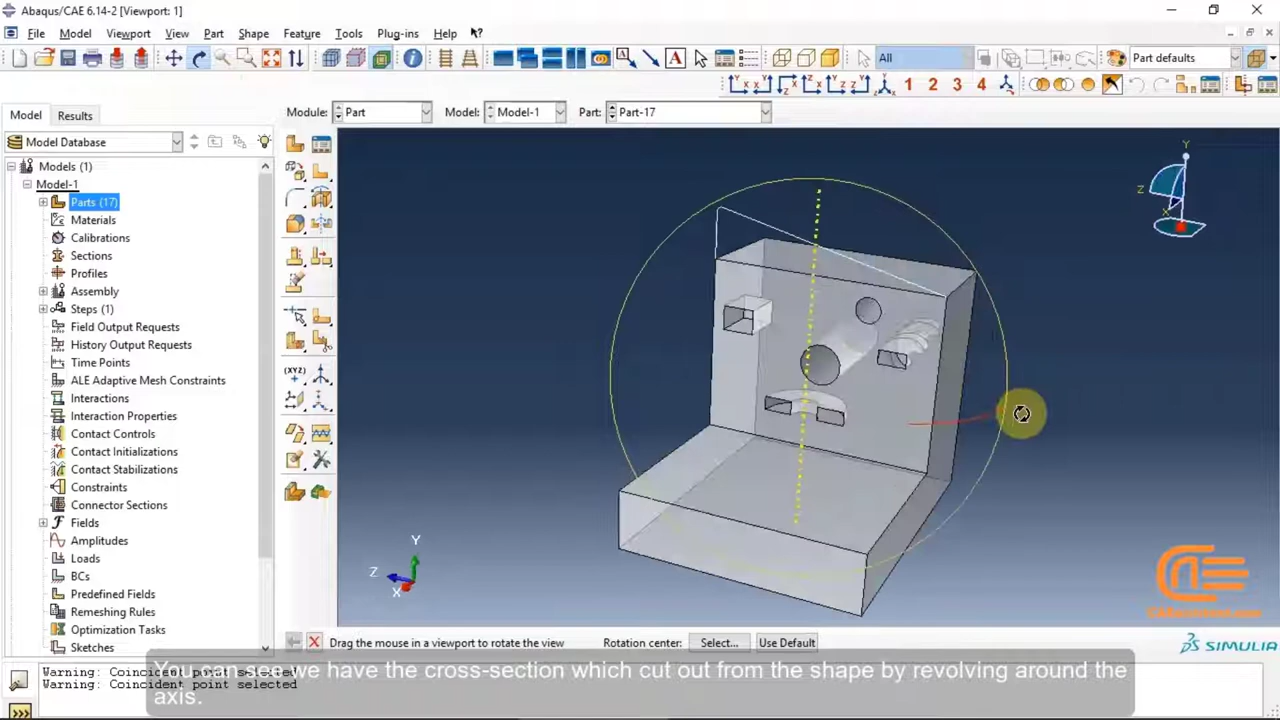 Abaqus/CAE 6.14-2 [Viewport: 1]
File Model Viewport View Part Shape Feature Tools Plug-ins Help
All Part defaults
1 2 3 4
Model Results Module: Part Model: Model-1 Part: Part-17
Model Database
Models (1)
Model-1
Parts (17)
Materials
Calibrations
Sections
Profiles
Assembly
Steps (1)
Field Output Requests
History Output Requests
Time Points
ALE Adaptive Mesh Constraints
Interactions
Interaction Properties
Contact Controls
Contact Initializations
Contact Stabilizations
Constraints
Connector Sections
Fields
Amplitudes
Loads
BCs
Predefined Fields
Remeshing Rules
Optimization Tasks
Sketches
(XYZ)
Y
Z
X
Y
Z
X
Drag the mouse in a viewport to rotate the view Rotation center: Select... Use Default
SIMULIA
Warning: Coincident point selected
Warning: Coincident point selected
You can see we have the cross-section which cut out from the shape by revolving around the
axis.